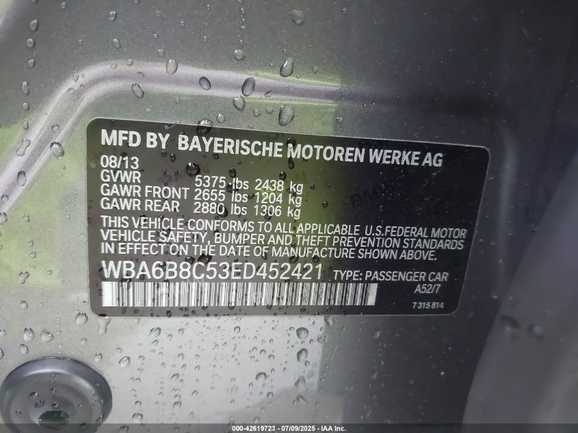 MFD BY BAYERISCHE MOTOREN WERKE AG
08/13
GVWR 5375 lbs 2438 kg
GAWR FRONT 2655 lbs 1204 kg
GAWR REAR 2880 lbs 1306 kg
THIS VEHICLE CONFORMS TO ALL APPLICABLE U.S.FEDERAL MOTOR
VEHICLE SAFETY, BUMPER AND THEFT PREVENTION STANDARDS
IN EFFECT ON THE DATE OF MANUFACTURE SHOWN ABOVE.
WBA6B8C53ED452421 TYPE: PASSENGER CAR
A52/7
7 315 814
000-42619723 - 07/09/2025 - IAA Inc.